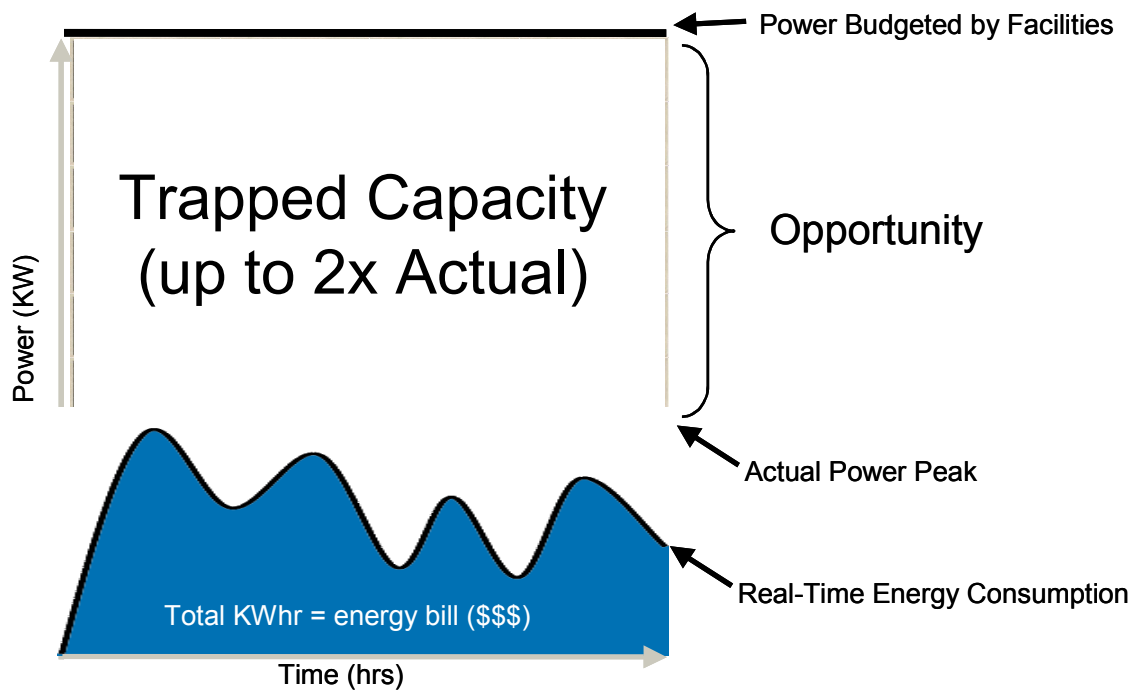 Power Budgeted by Facilities
Trapped Capacity
(up to 2x Actual)
Opportunity
Power (KW)
Actual Power Peak
Real-Time Energy Consumption
Total KWhr = energy bill ($$$)
Time (hrs)